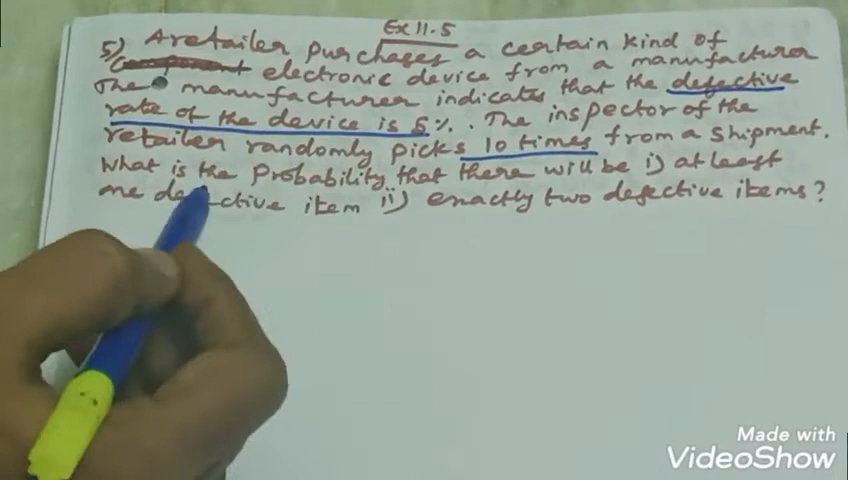 Ex 11.5
5) A retailer purchases a certain kind of
electronic device from a manufacturer
The manufacturer indicates that the defective
rate of the device is 5%. The inspector of the
retailer randomly picks 10 times from a shipment.
What is the probability that there will be i) at least
one defective item ii) exactly two defective items?
Made with
VideoShow